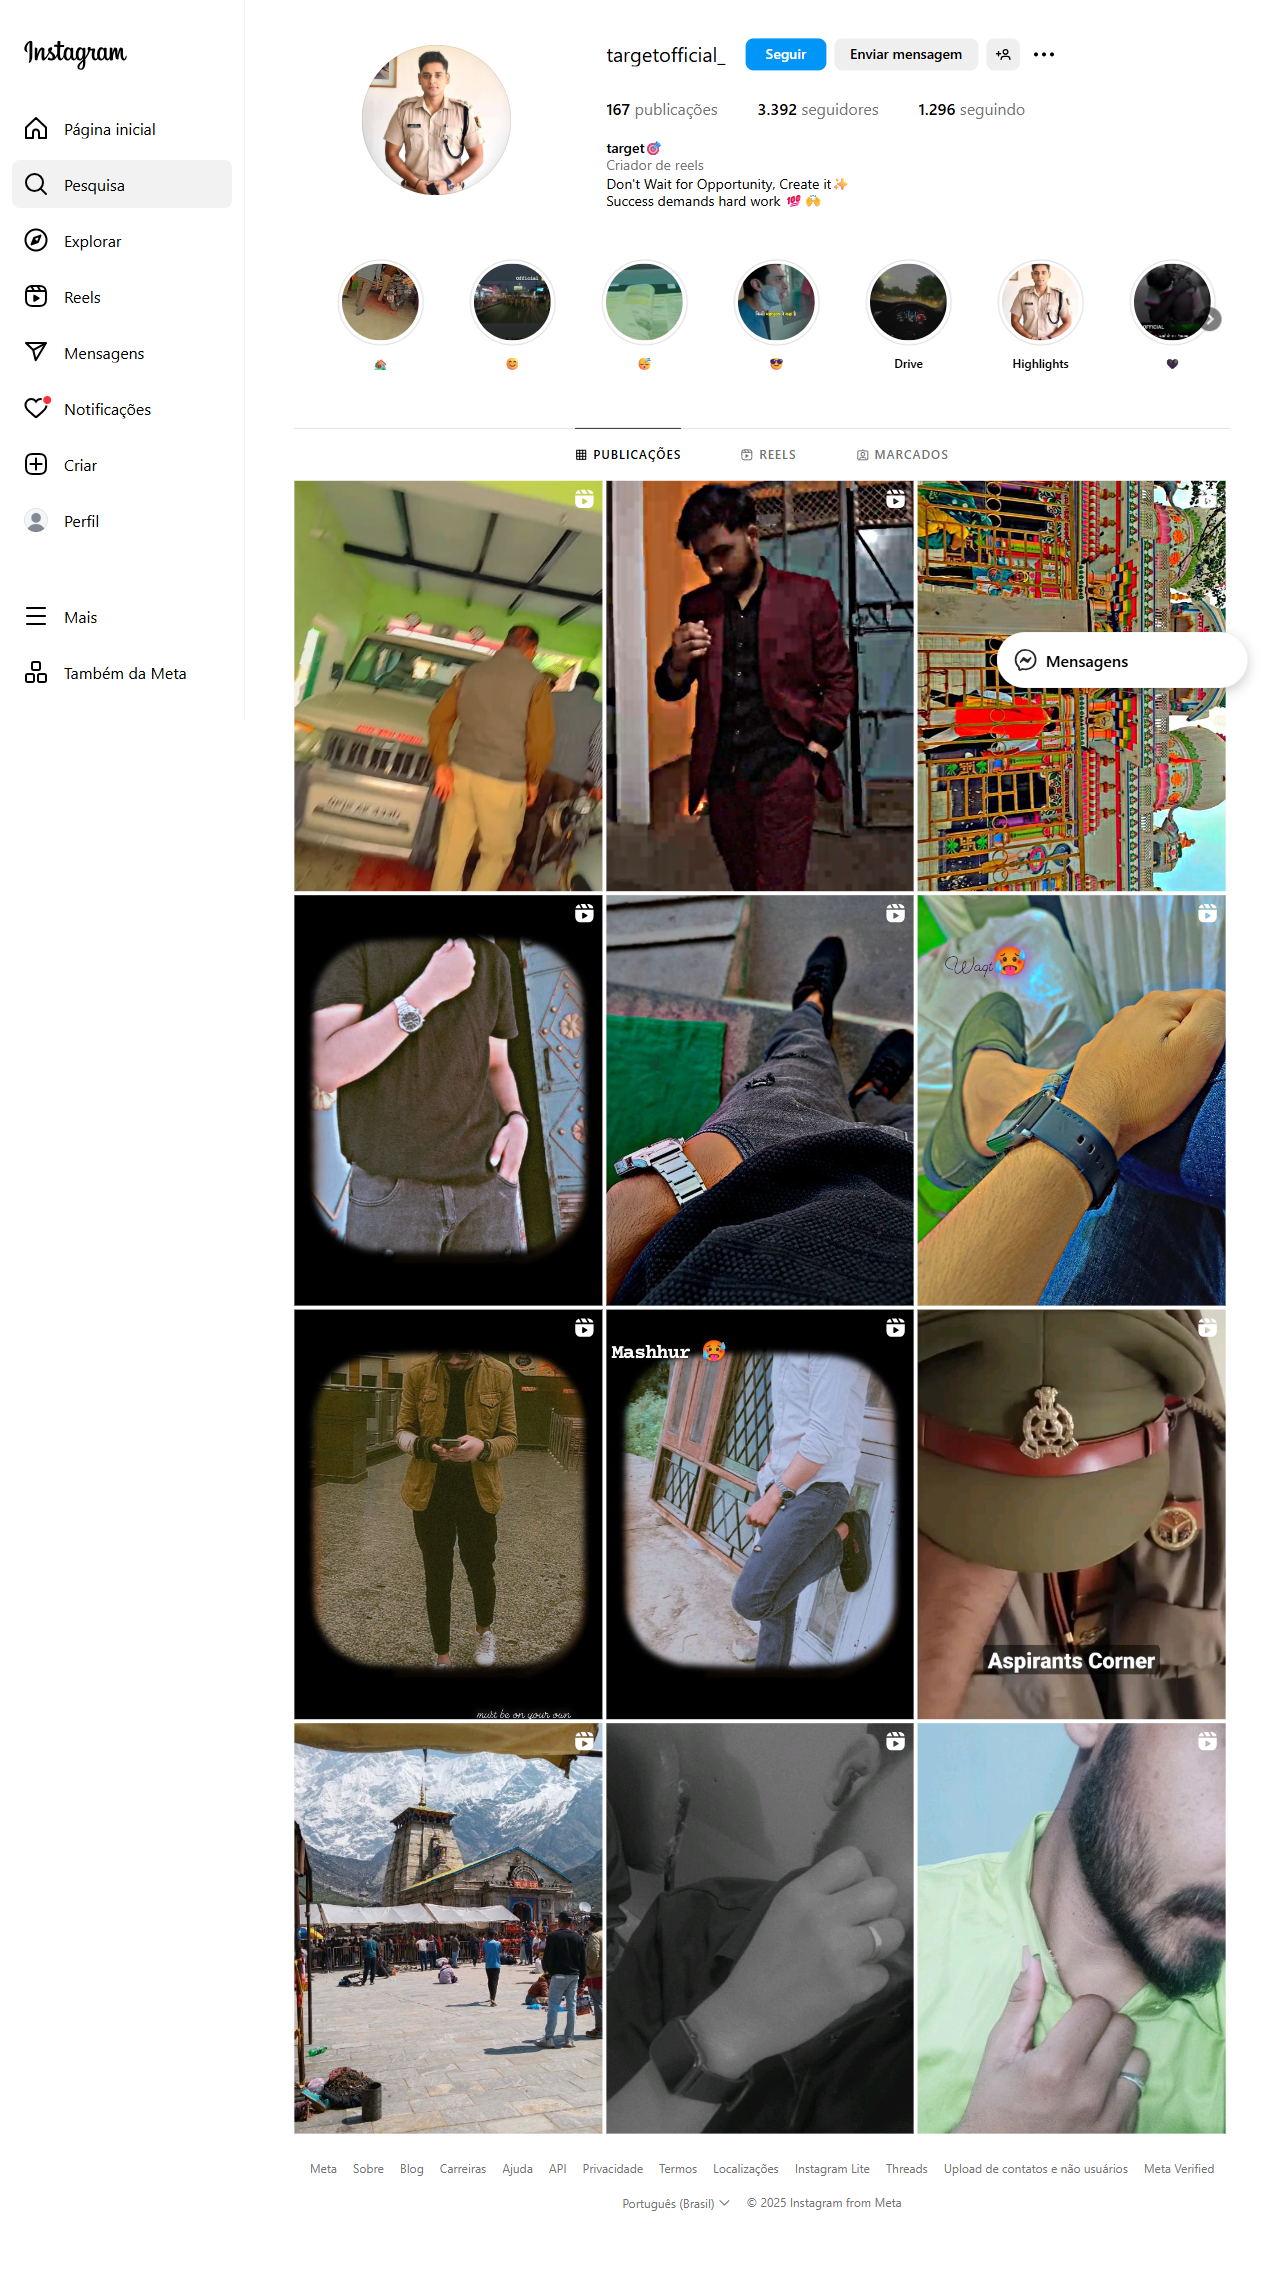 Instagram
Página inicial
Pesquisa
Explorar
Reels
Mensagens
Notificações
Criar
Perfil
Mais
Também da Meta
targetofficial_
Seguir
Enviar mensagem
167 publicações
3.392 seguidores
1.296 seguindo
target🎯
Criador de reels
Don't Wait for Opportunity, Create it✨
Success demands hard work 💯 🙌
Official
OFFICIAL
🏡
😊
😴
😎
Drive
Highlights
🖤
PUBLICAÇÕES
REELS
MARCADOS
Mensagens
Waqt🥵
must be on your own
Mashhur 🥵
Aspirants Corner
Meta
Sobre
Blog
Carreiras
Ajuda
API
Privacidade
Termos
Localizações
Instagram Lite
Threads
Upload de contatos e não usuários
Meta Verified
Português (Brasil)
© 2025 Instagram from Meta